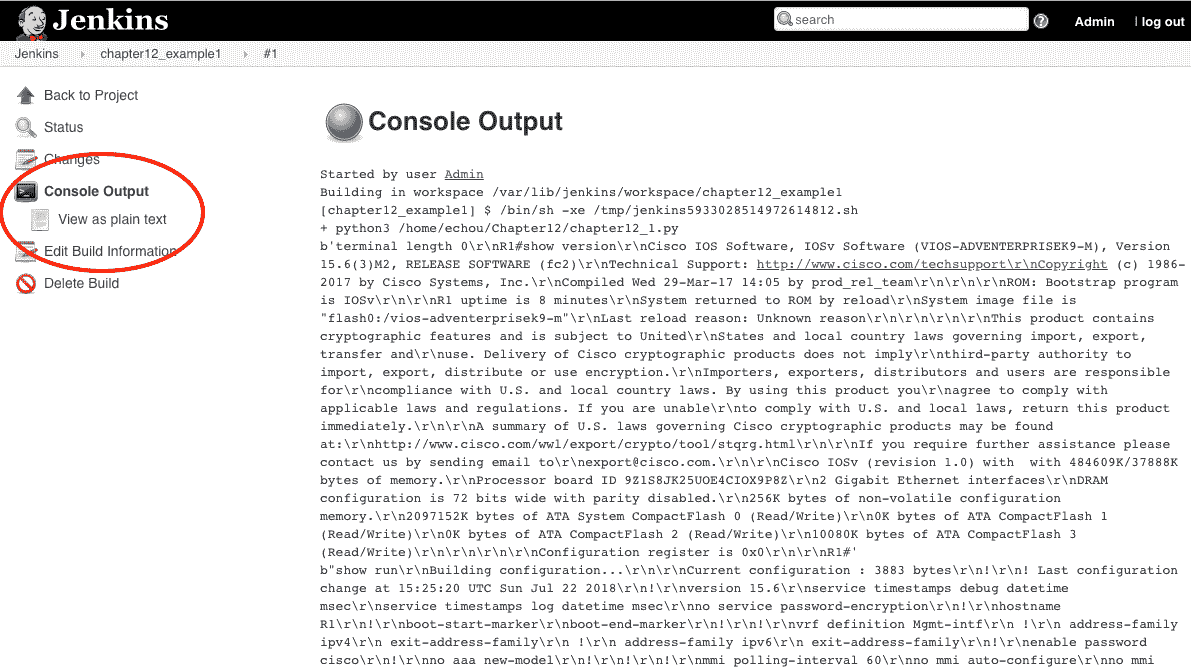 Jenkins
search
Admin
| log out
Jenkins
chapter12_example1
#1
Back to Project
Status
Changes
Console Output
View as plain text
Edit Build Information
Delete Build
Console Output
Started by user Admin
Building in workspace /var/lib/jenkins/workspace/chapter12_example1
[chapter12_example1] $ /bin/sh -xe /tmp/jenkins5933028514972614812.sh
+ python3 /home/echou/Chapter12/chapter12_1.py
b'terminal length 0\r\nR1#show version\r\nCisco IOS Software, IOSv Software (VIOS-ADVENTERPRISEK9-M), Version
15.6(3)M2, RELEASE SOFTWARE (fc2)\r\nTechnical Support: http://www.cisco.com/techsupport\r\nCopyright (c) 1986-
2017 by Cisco Systems, Inc.\r\nCompiled Wed 29-Mar-17 14:05 by prod_rel_team\r\n\r\n\r\nROM: Bootstrap program
is IOSv\r\n\r\nR1 uptime is 8 minutes\r\nSystem returned to ROM by reload\r\nSystem image file is
"flash0:/vios-adventerprisek9-m"\r\nLast reload reason: Unknown reason\r\n\r\n\r\n\r\nThis product contains
cryptographic features and is subject to United\r\nStates and local country laws governing import, export,
transfer and\r\nuse. Delivery of Cisco cryptographic products does not imply\r\nthird-party authority to
import, export, distribute or use encryption.\r\nImporters, exporters, distributors and users are responsible
for\r\ncompliance with U.S. and local country laws. By using this product you\r\nagree to comply with
applicable laws and regulations. If you are unable\r\nto comply with U.S. and local laws, return this product
immediately.\r\n\r\nA summary of U.S. laws governing Cisco cryptographic products may be found
at:\r\nhttp://www.cisco.com/wwl/export/crypto/tool/stqrg.html\r\n\r\nIf you require further assistance please
contact us by sending email to\r\nexport@cisco.com.\r\n\r\nCisco IOSv (revision 1.0) with  with 484609K/37888K
bytes of memory.\r\nProcessor board ID 9Z1S8JK25UOE4CIOX9P8Z\r\n2 Gigabit Ethernet interfaces\r\nDRAM
configuration is 72 bits wide with parity disabled.\r\n256K bytes of non-volatile configuration
memory.\r\n2097152K bytes of ATA System CompactFlash 0 (Read/Write)\r\n0K bytes of ATA CompactFlash 1
(Read/Write)\r\n0K bytes of ATA CompactFlash 2 (Read/Write)\r\n10080K bytes of ATA CompactFlash 3
(Read/Write)\r\n\r\n\r\n\r\nConfiguration register is 0x0\r\n\r\nR1#'
b"show run\r\nBuilding configuration...\r\n\r\nCurrent configuration : 3883 bytes\r\n!\r\n! Last configuration
change at 15:25:20 UTC Sun Jul 22 2018\r\n!\r\nversion 15.6\r\nservice timestamps debug datetime
msec\r\nservice timestamps log datetime msec\r\nno service password-encryption\r\n!\r\nhostname
R1\r\n!\r\nboot-start-marker\r\nboot-end-marker\r\n!\r\n!\r\nvrf definition Mgmt-intf\r\n !\r\n address-family
ipv4\r\n exit-address-family\r\n !\r\n address-family ipv6\r\n exit-address-family\r\n!\r\nenable password
cisco\r\n!\r\nno aaa new-model\r\n!\r\n!\r\n!\r\nmmi polling-interval 60\r\nno mmi auto-configure\r\nno mmi